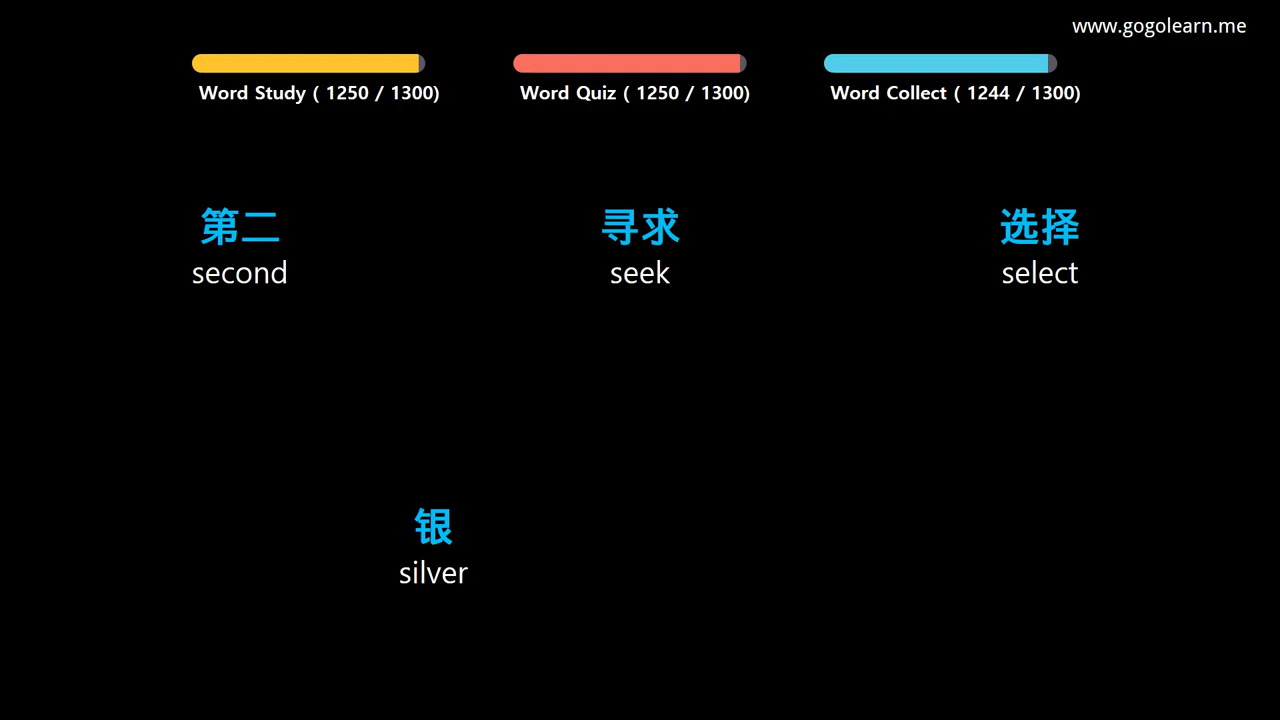 www.gogolearn.me
Word Study ( 1250 / 1300)
Word Quiz ( 1250 / 1300)
Word Collect ( 1244 / 1300)
第二
second
寻求
seek
选择
select
银
silver